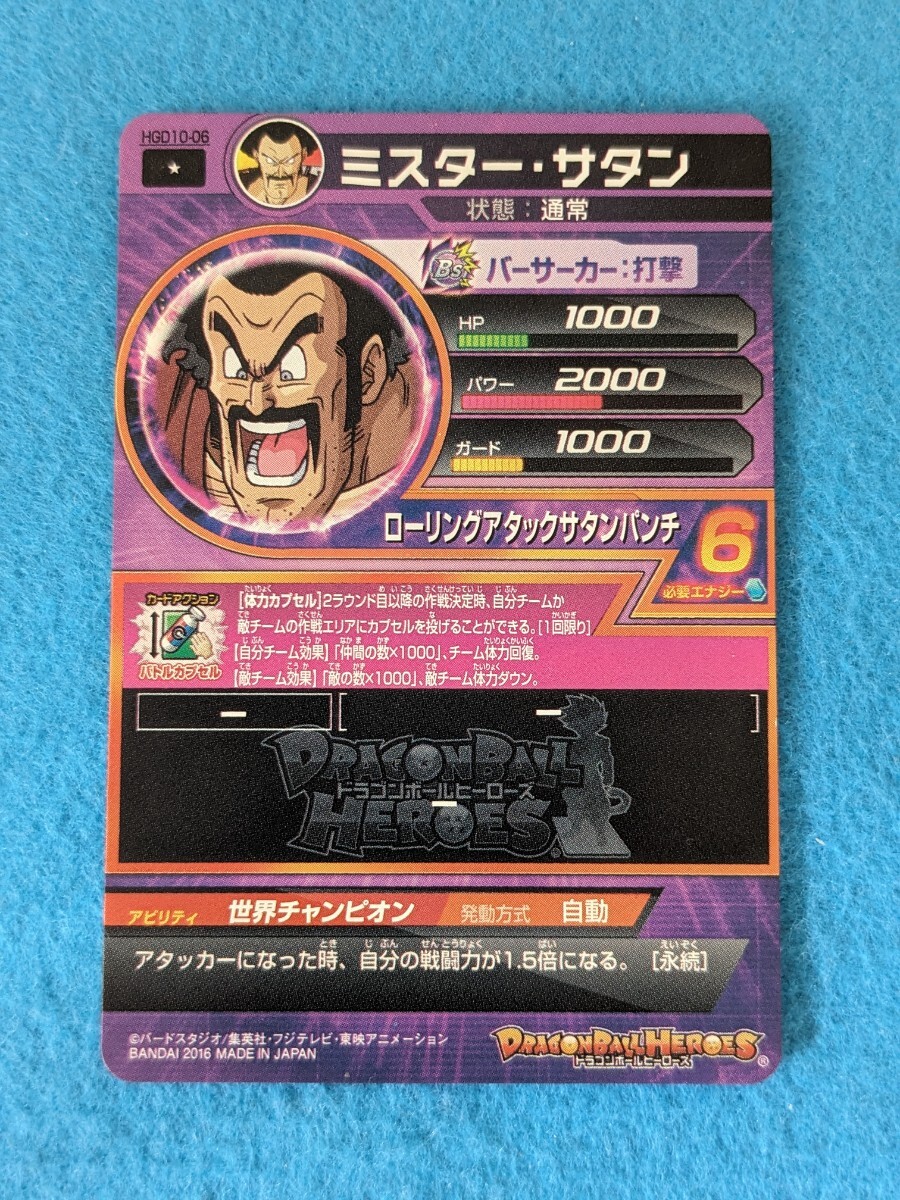 HGD10-06
★
ミスター・サタン
状態：通常
Bs
バーサーカー：打撃
HP 1000
パワー 2000
ガード 1000
ローリングアタックサタンパンチ
6
必要エナジー
カードアクション
C
バトルカプセル
[体力カプセル]2ラウンド目以降の作戦決定時、自分チームか
敵チームの作戦エリアにカプセルを投げることができる。[1回限り]
[自分チーム効果]「仲間の数×1000」、チーム体力回復。
[敵チーム効果]「敵の数×1000」、敵チーム体力ダウン。
ー [ ー ]
DRAGON BALL
ドラゴンボールヒーローズ
ー
HEROES®
アビリティ 世界チャンピオン 発動方式 自動
アタッカーになった時、自分の戦闘力が1.5倍になる。 [永続]
©バードスタジオ/集英社・フジテレビ・東映アニメーション
BANDAI 2016 MADE IN JAPAN
DRAGON BALL HEROES
ドラゴンボールヒーローズ®